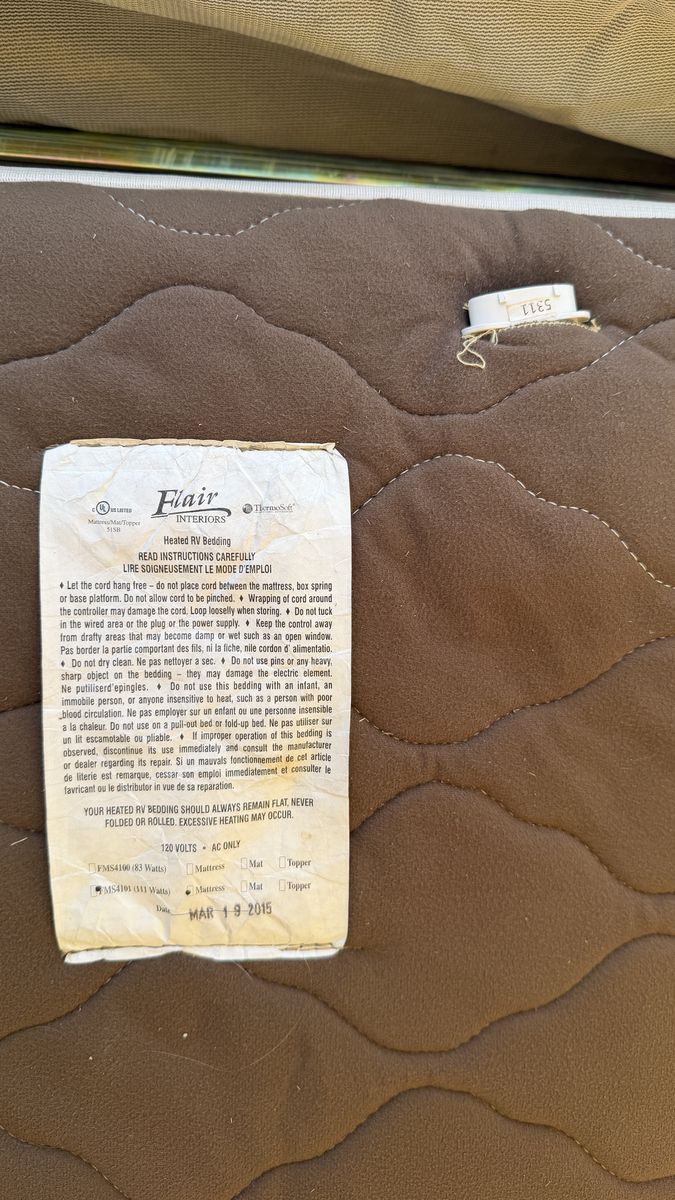 5311
C UL US LISTED
Mattress/Mat/Topper
51SB
Flair
INTERIORS
ThermoSoft
Heated RV Bedding
READ INSTRUCTIONS CAREFULLY
LIRE SOIGNEUSEMENT LE MODE D'EMPLOI
♦ Let the cord hang free – do not place cord between the mattress, box spring
or base platform. Do not allow cord to be pinched. ♦ Wrapping of cord around
the controller may damage the cord. Loop loosely when storing. ♦ Do not tuck
in the wired area or the plug or the power supply. ♦ Keep the control away
from drafty areas that may become damp or wet such as an open window.
Pas border la partie comportant des fils, ni la fiche, nile cordon d' alimentatio.
♦ Do not dry clean. Ne pas nettoyer a sec. ♦ Do not use pins or any heavy,
sharp object on the bedding – they may damage the electric element.
Ne putiliserd'epingles. ♦ Do not use this bedding with an infant, an
immobile person, or anyone insensitive to heat, such as a person with poor
blood circulation. Ne pas employer sur un enfant ou une personne insensible
a la chaleur. Do not use on a pull-out bed or fold-up bed. Ne pas utiliser sur
un lit escamotable ou pliable. ♦ If improper operation of this bedding is
observed, discontinue its use immediately and consult the manufacturer
or dealer regarding its repair. Si un mauvals fonctionnement de cet article
de literie est remarque, cessar son emploi immediatement et consulter le
favricant ou le distributor in vue de sa reparation.
YOUR HEATED RV BEDDING SHOULD ALWAYS REMAIN FLAT, NEVER
FOLDED OR ROLLED. EXCESSIVE HEATING MAY OCCUR.
120 VOLTS • AC ONLY
FMS4100 (83 Watts) Mattress Mat Topper
FMS4101 (111 Watts) Mattress Mat Topper
Date MAR 19 2015